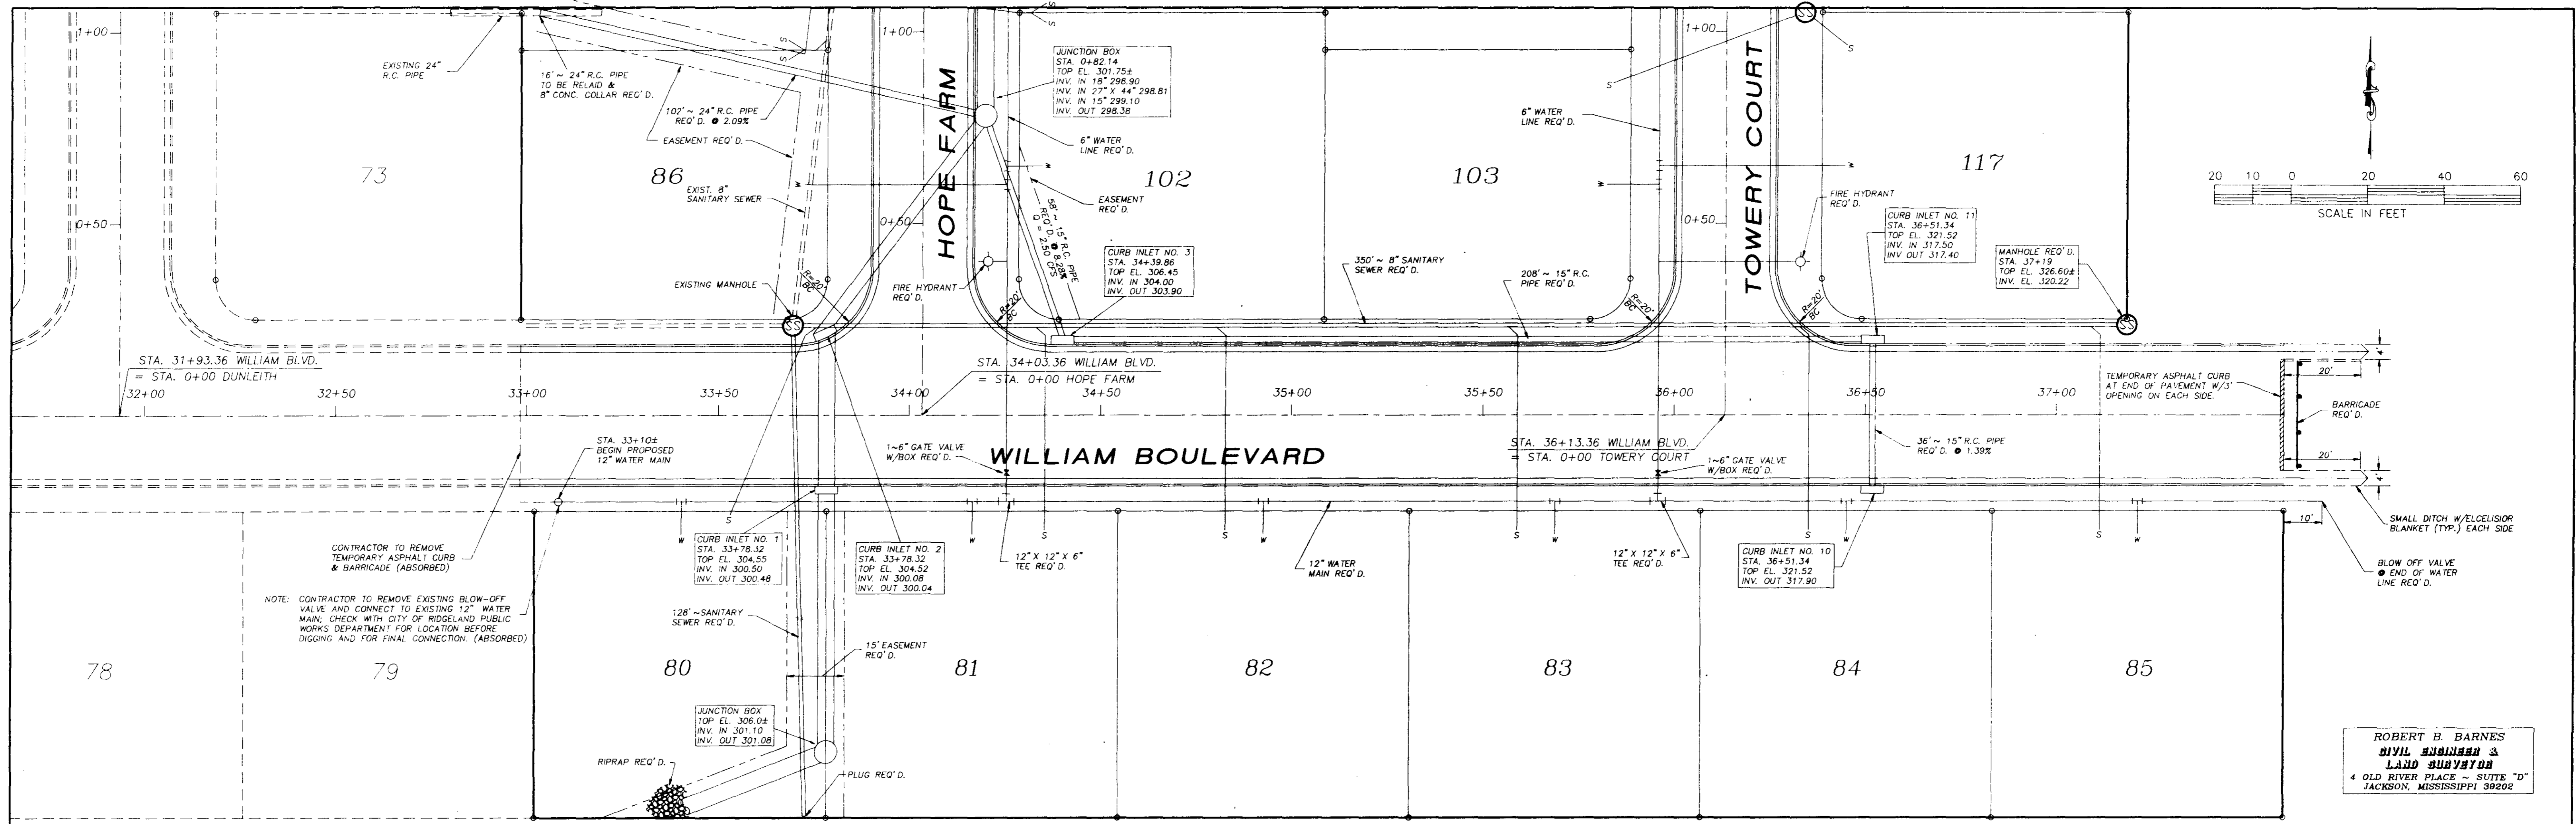 1+00
1+00
1+00
EXISTING 24"
R.C. PIPE
16' ~ 24" R.C. PIPE
TO BE RELAID &
8" CONC. COLLAR REQ'D.
S
S
S
S
JUNCTION BOX
STA. 0+82.14
TOP EL. 301.75±
INV. IN 18" 298.90
INV. IN 27" X 44" 298.81
INV. IN 15" 299.10
INV. OUT 298.38
SS
S
S
102' ~ 24" R.C. PIPE
REQ'D. @ 2.09%
EASEMENT REQ'D.
HOPE FARM
6" WATER
LINE REQ'D.
6" WATER
LINE REQ'D.
TOWERY COURT
20 10 0 20 40 60
SCALE IN FEET
73
86
102
103
117
EXIST. 8"
SANITARY SEWER
W
W
W
W
EASEMENT
REQ'D.
58' ~ 15" R.C. PIPE
REQ'D. @ 8.28%
Q = 2.50 CFS
FIRE HYDRANT
REQ'D.
0+50
0+50
0+50
CURB INLET NO. 11
STA. 36+51.34
TOP EL. 321.52
INV. IN 317.50
INV OUT 317.40
CURB INLET NO. 3
STA. 34+39.86
TOP EL. 306.45
INV. IN 304.00
INV. OUT 303.90
350' ~ 8" SANITARY
SEWER REQ'D.
208' ~ 15" R.C.
PIPE REQ'D.
MANHOLE REQ'D.
STA. 37+19
TOP EL. 326.60±
INV. EL. 320.22
EXISTING MANHOLE
R=20'
BC
FIRE HYDRANT
REQ'D.
R=20'
BC
R=20'
BC
R=20'
BC
SS
SS
STA. 31+93.36 WILLIAM BLVD.
= STA. 0+00 DUNLEITH
STA. 34+03.36 WILLIAM BLVD.
= STA. 0+00 HOPE FARM
4'
20'
TEMPORARY ASPHALT CURB
AT END OF PAVEMENT W/3'
OPENING ON EACH SIDE.
32+00 32+50 33+00 33+50 34+00 34+50 35+00 35+50 36+00 36+50 37+00
BARRICADE
REQ'D.
STA. 33+10±
BEGIN PROPOSED
12" WATER MAIN
1~6" GATE VALVE
W/BOX REQ'D.
WILLIAM BOULEVARD
STA. 36+13.36 WILLIAM BLVD.
= STA. 0+00 TOWERY COURT
1~6" GATE VALVE
W/BOX REQ'D.
36' ~ 15" R.C. PIPE
REQ'D. @ 1.39%
20'
4'
10'
SMALL DITCH W/ELCELISIOR
BLANKET (TYP.) EACH SIDE
CONTRACTOR TO REMOVE
TEMPORARY ASPHALT CURB
& BARRICADE (ABSORBED)
W
S
W
S
S
W
W
S
S
W
S
W
CURB INLET NO. 1
STA. 33+78.32
TOP EL. 304.55
INV. IN 300.50
INV. OUT 300.48
CURB INLET NO. 2
STA. 33+78.32
TOP EL. 304.52
INV. IN 300.08
INV. OUT 300.04
12" X 12" X 6"
TEE REQ'D.
12" WATER
MAIN REQ'D.
12" X 12" X 6"
TEE REQ'D.
CURB INLET NO. 10
STA. 36+51.34
TOP EL. 321.52
INV. OUT 317.90
BLOW OFF VALVE
@ END OF WATER
LINE REQ'D.
NOTE: CONTRACTOR TO REMOVE EXISTING BLOW-OFF
VALVE AND CONNECT TO EXISTING 12" WATER
MAIN; CHECK WITH CITY OF RIDGELAND PUBLIC
WORKS DEPARTMENT FOR LOCATION BEFORE
DIGGING AND FOR FINAL CONNECTION. (ABSORBED)
128' ~SANITARY
SEWER REQ'D.
15' EASEMENT
REQ'D.
78
79
80
81
82
83
84
85
JUNCTION BOX
TOP EL. 306.0±
INV. IN 301.10
INV. OUT 301.08
RIPRAP REQ'D.
PLUG REQ'D.
ROBERT B. BARNES
CIVIL ENGINEER &
LAND SURVEYOR
4 OLD RIVER PLACE ~ SUITE "D"
JACKSON, MISSISSIPPI 39202